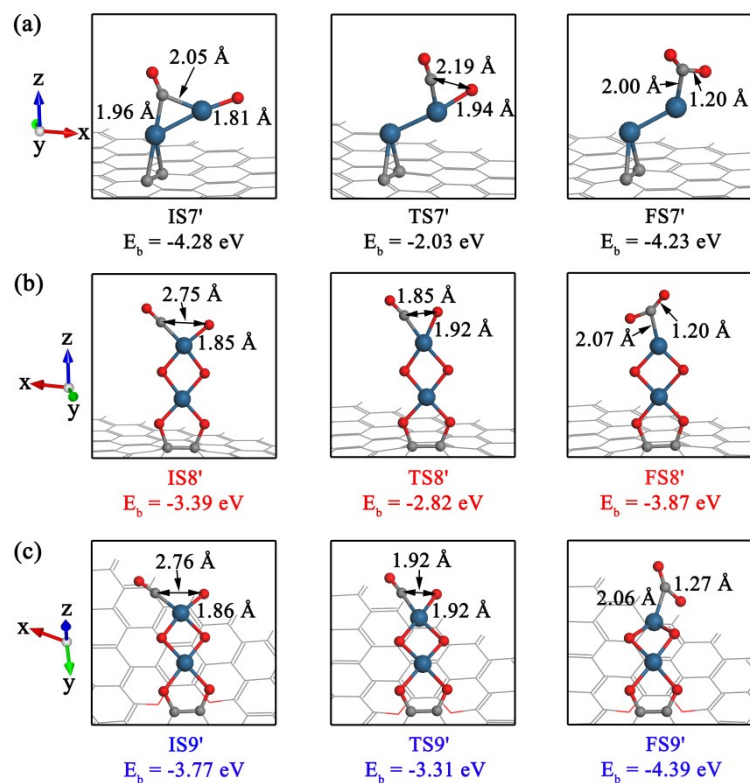 (a)
z
x
y
2.05 Å
1.96 Å
1.81 Å
2.19 Å
1.94 Å
2.00 Å
1.20 Å
IS7'
TS7'
FS7'
E_b = -4.28 eV
E_b = -2.03 eV
E_b = -4.23 eV
(b)
z
x
y
2.75 Å
1.85 Å
1.85 Å
1.92 Å
2.07 Å
1.20 Å
IS8'
TS8'
FS8'
E_b = -3.39 eV
E_b = -2.82 eV
E_b = -3.87 eV
(c)
z
x
y
2.76 Å
1.86 Å
1.92 Å
1.92 Å
2.06 Å
1.27 Å
IS9'
TS9'
FS9'
E_b = -3.77 eV
E_b = -3.31 eV
E_b = -4.39 eV